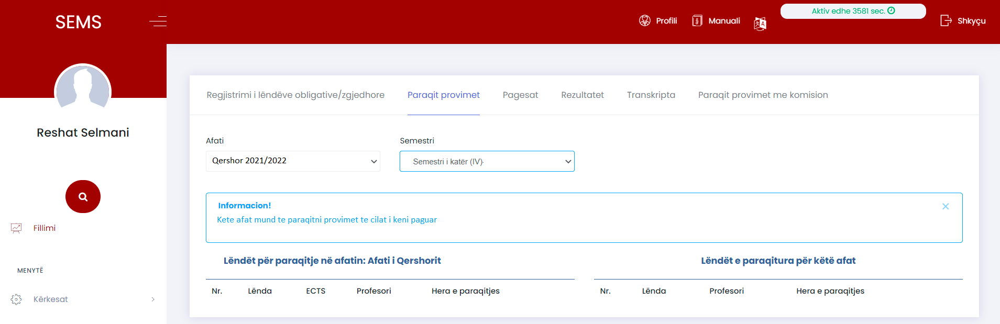 SEMS
Profili
Manuali
Aktiv edhe 3581 sec.
Shkyçu
Reshat Selmani
Fillimi
MENYTË
Kërkesat
Regjistrimi i lëndëve obligative/zgjedhore
Paraqit provimet
Pagesat
Rezultatet
Transkripta
Paraqit provimet me komision
Afati
Semestri
Qershor 2021/2022
Semestri i katër (IV)
Informacion!
Kete afat mund te paraqitni provimet te cilat i keni paguar
Lëndët për paraqitje në afatin: Afati i Qershorit
Nr. Lënda ECTS Profesori Hera e paraqitjes
Lëndët e paraqitura për këtë afat
Nr. Lënda Profesori Hera e paraqitjes